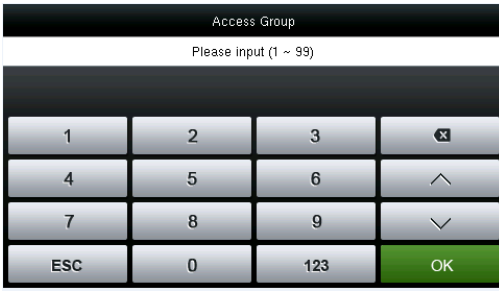 Access Group
Please input (1 ~ 99)
1 2 3
4 5 6
7 8 9
ESC 0 123 OK